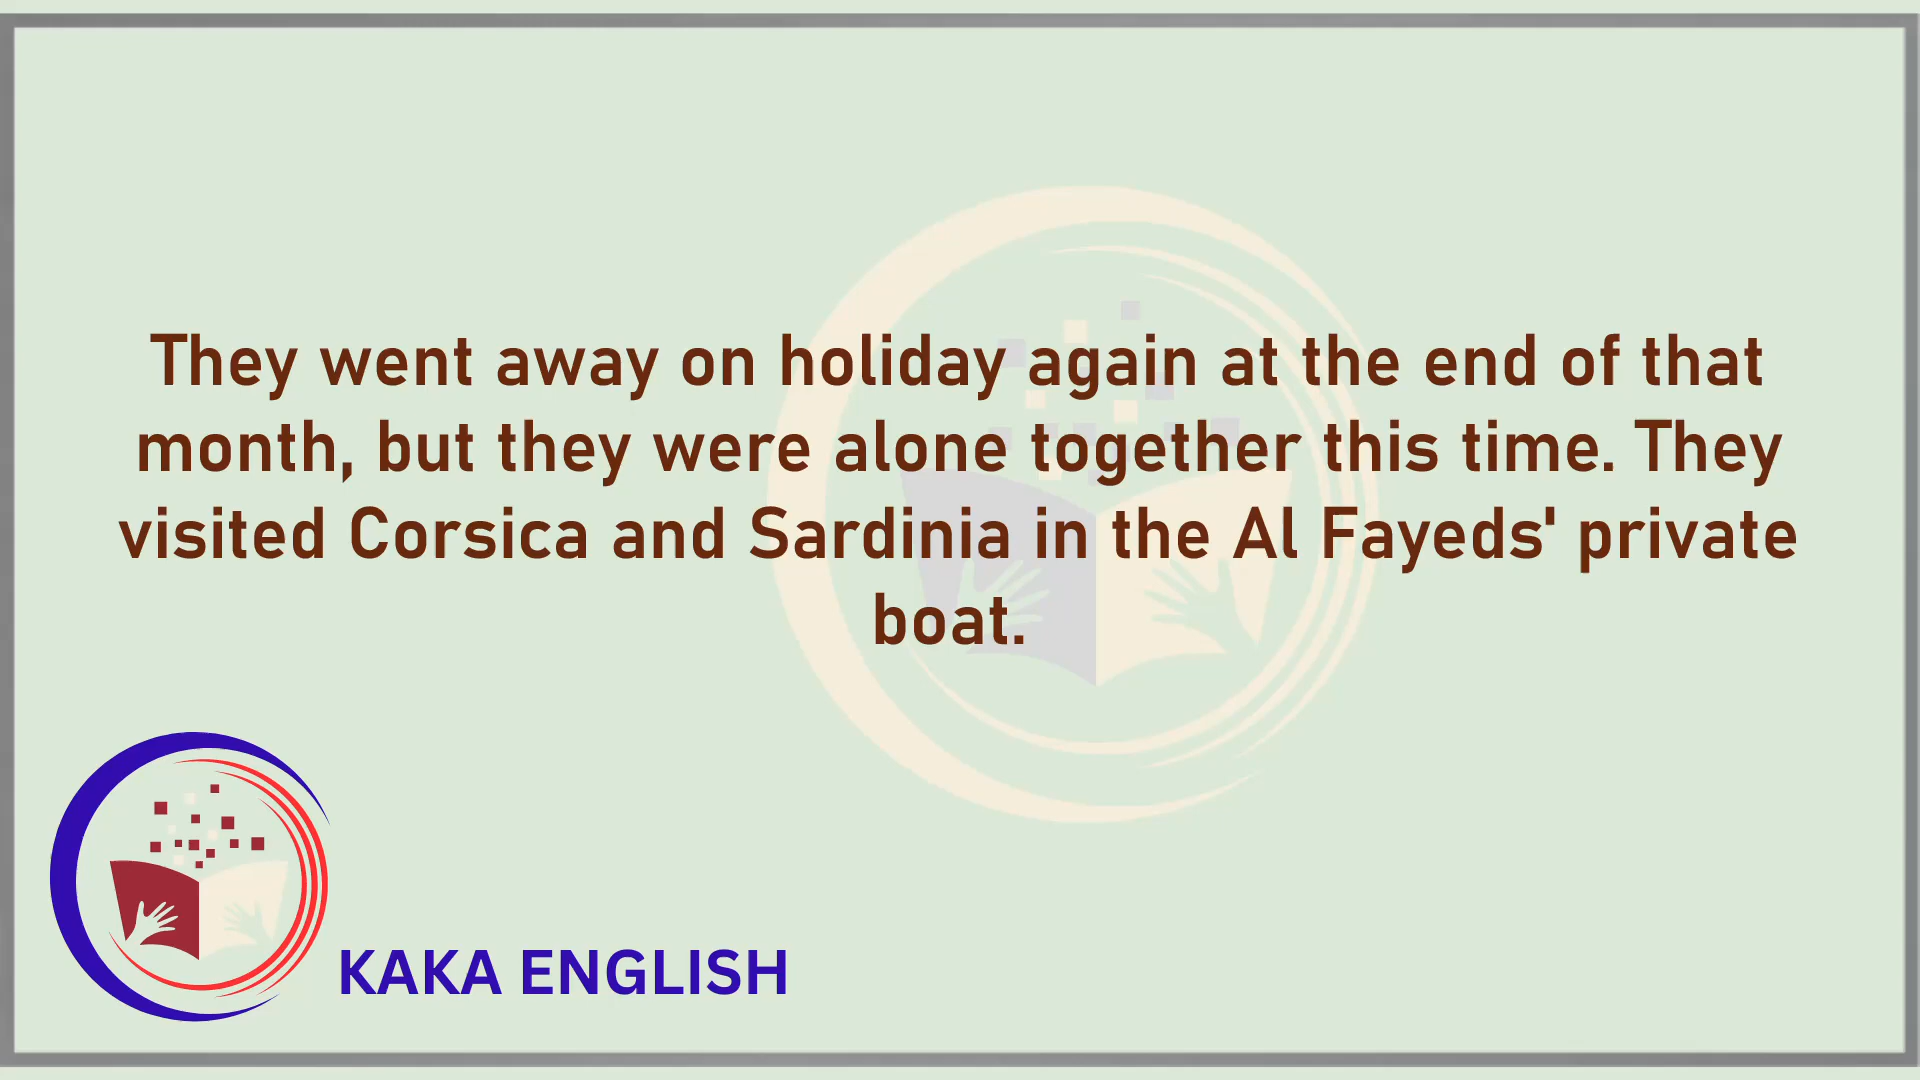 They went away on holiday again at the end of that
month, but they were alone together this time. They
visited Corsica and Sardinia in the Al Fayeds' private
boat.
KAKA ENGLISH